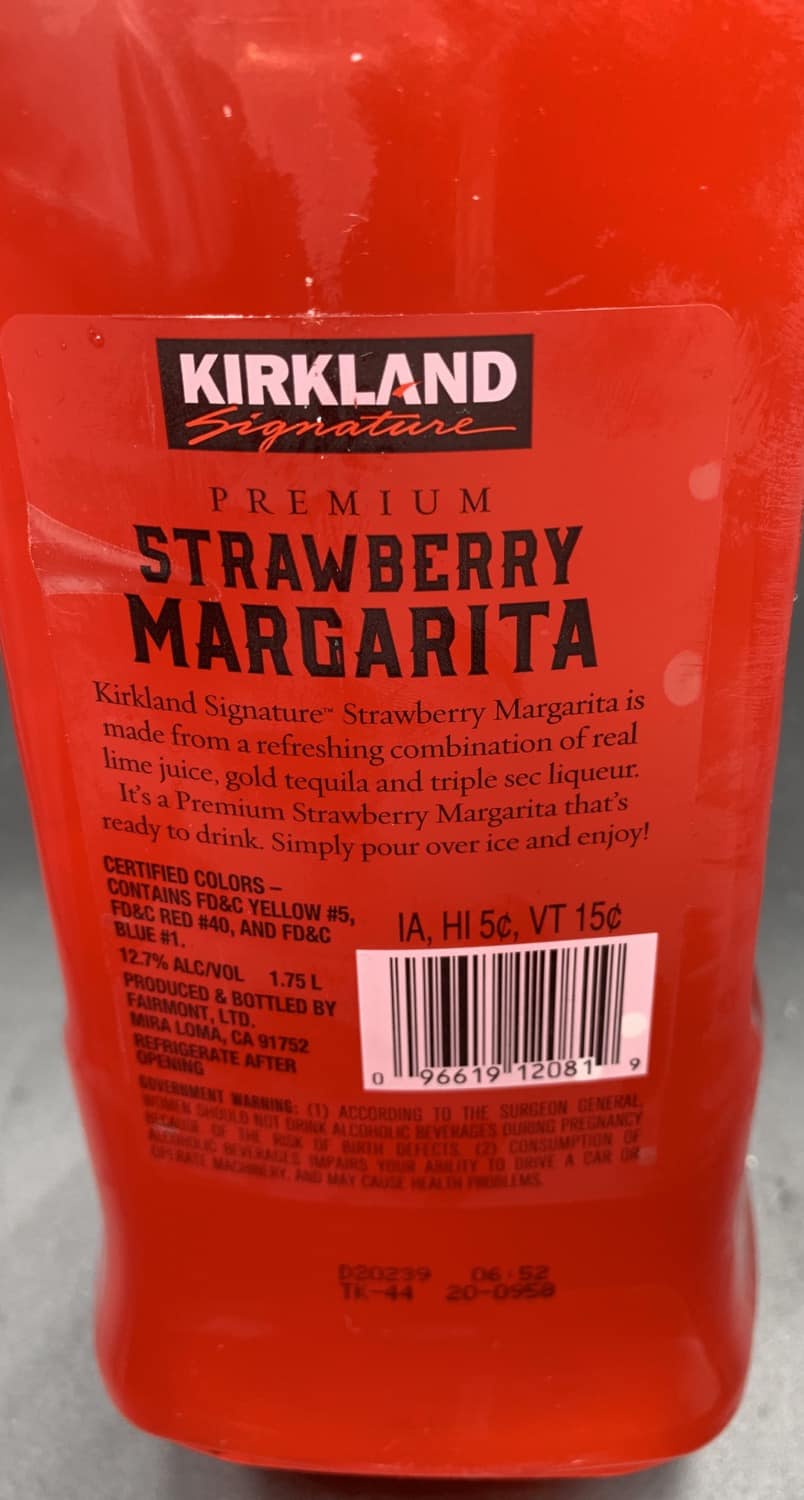 KIRKLAND
Signature
PREMIUM
STRAWBERRY
MARGARITA
Kirkland Signature™ Strawberry Margarita is
made from a refreshing combination of real
lime juice, gold tequila and triple sec liqueur.
It's a Premium Strawberry Margarita that's
ready to drink. Simply pour over ice and enjoy!
CERTIFIED COLORS –
CONTAINS FD&C YELLOW #5,
FD&C RED #40, AND FD&C
BLUE #1.
12.7% ALC/VOL 1.75 L
PRODUCED & BOTTLED BY
FAIRMONT, LTD.
MIRA LOMA, CA 91752
REFRIGERATE AFTER
OPENING
IA, HI 5¢, VT 15¢
0 96619 12081 9
GOVERNMENT WARNING: (1) ACCORDING TO THE SURGEON GENERAL,
WOMEN SHOULD NOT DRINK ALCOHOLIC BEVERAGES DURING PREGNANCY
BECAUSE OF THE RISK OF BIRTH DEFECTS. (2) CONSUMPTION OF
ALCOHOLIC BEVERAGES IMPAIRS YOUR ABILITY TO DRIVE A CAR OR
OPERATE MACHINERY, AND MAY CAUSE HEALTH PROBLEMS.
D20239 06:52
TK-44 20-0958